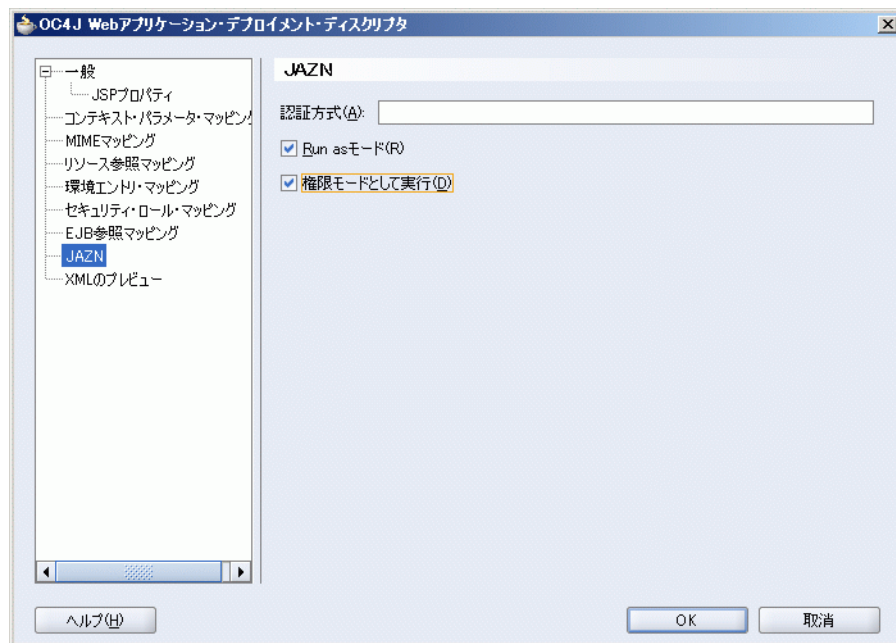 OC4J Webアプリケーション・デプロイメント・ディスクリプタ
一般
JSPプロパティ
コンテキスト・パラメータ・マッピング
MIMEマッピング
リソース参照マッピング
環境エントリ・マッピング
セキュリティ・ロール・マッピング
EJB参照マッピング
JAZN
XMLのプレビュー
JAZN
認証方式(A):
Run asモード(R)
権限モードとして実行(D)
ヘルプ(H)
OK
取消